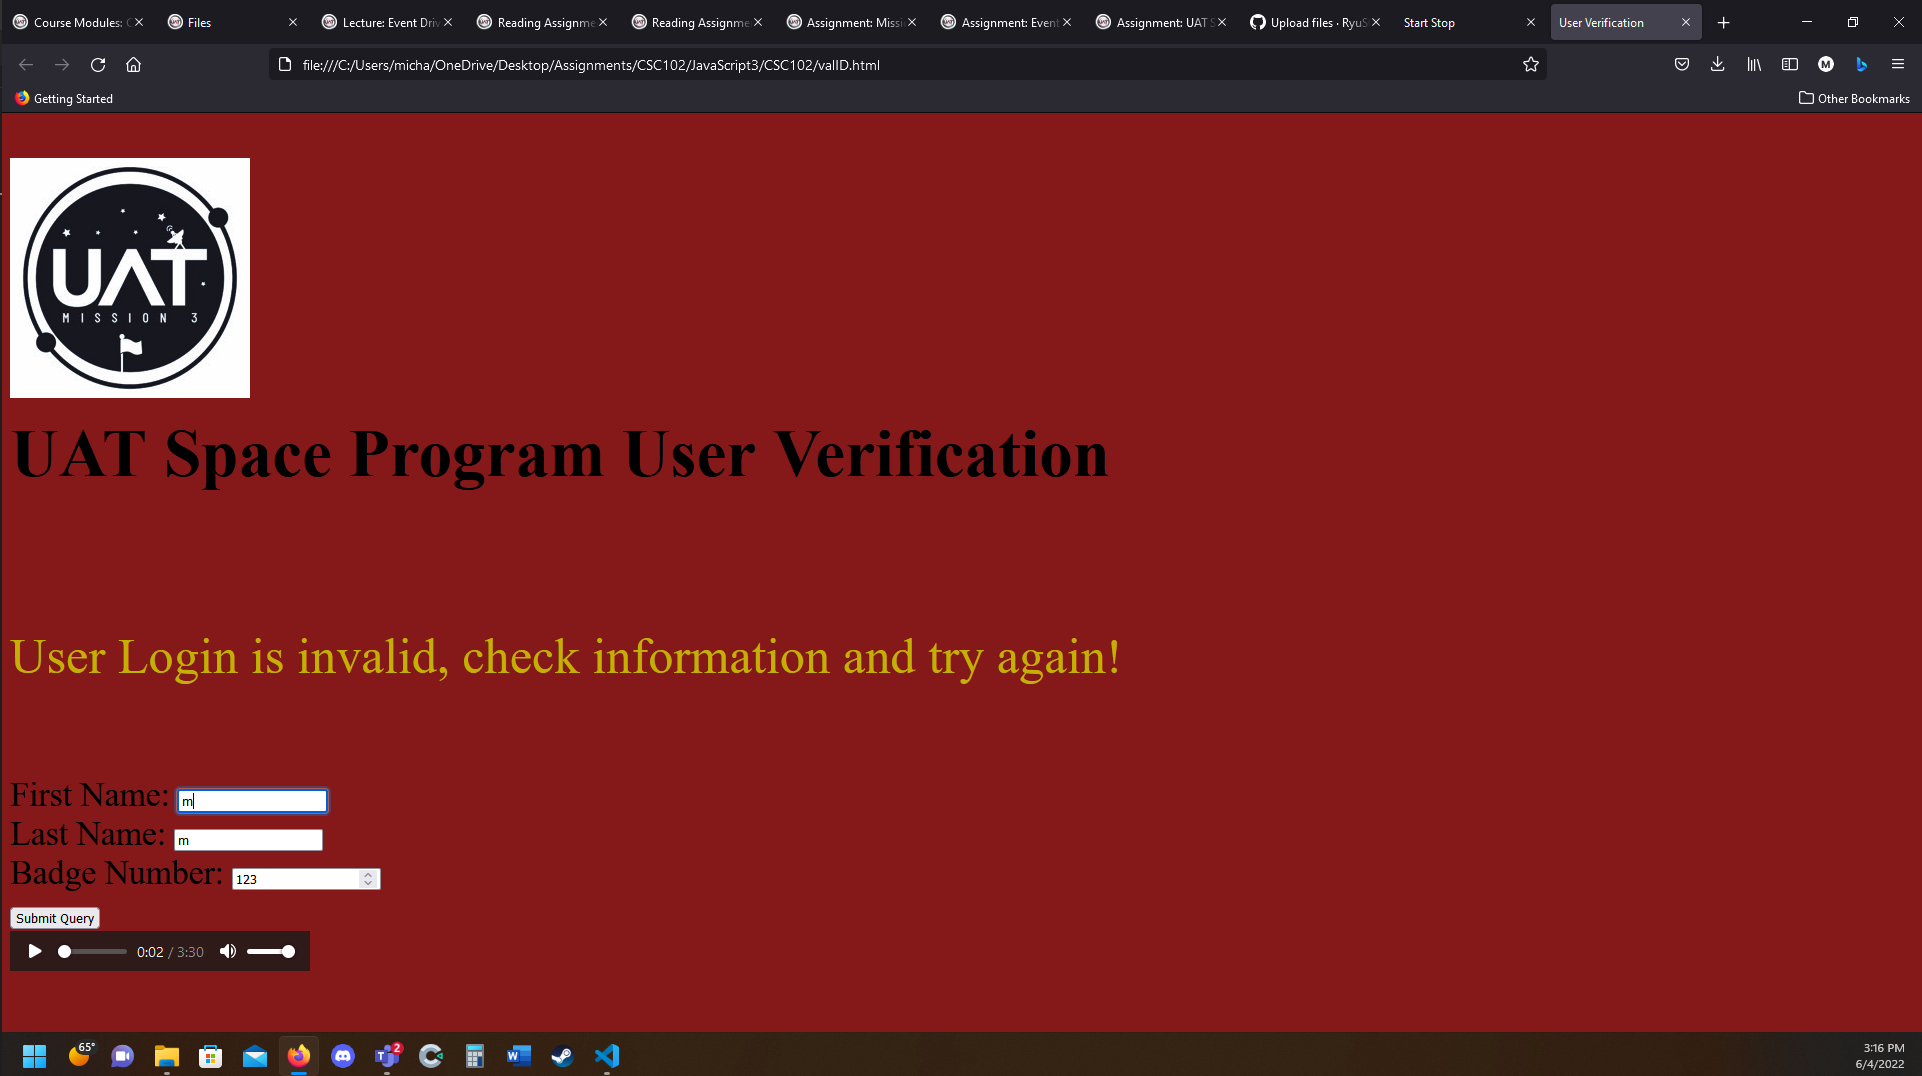 Course Modules: C
Files
Lecture: Event Driv
Reading Assignme
Reading Assignme
Assignment: Missi
Assignment: Event
Assignment: UAT S
Upload files · RyuS
Start Stop
User Verification
file:///C:/Users/micha/OneDrive/Desktop/Assignments/CSC102/JavaScript3/CSC102/valID.html
M
Getting Started
Other Bookmarks
UAT
MISSION 3
UAT Space Program User Verification
User Login is invalid, check information and try again!
First Name: m
Last Name: m
Badge Number: 123
Submit Query
0:02 / 3:30
65°
2
3:16 PM
6/4/2022